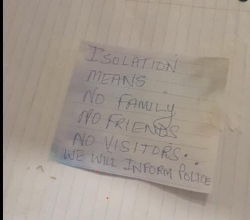 ISOLATION
MEANS
NO FAMILY
NO FRIENDS
NO VISITORS..
WE WILL INFORM POLICE